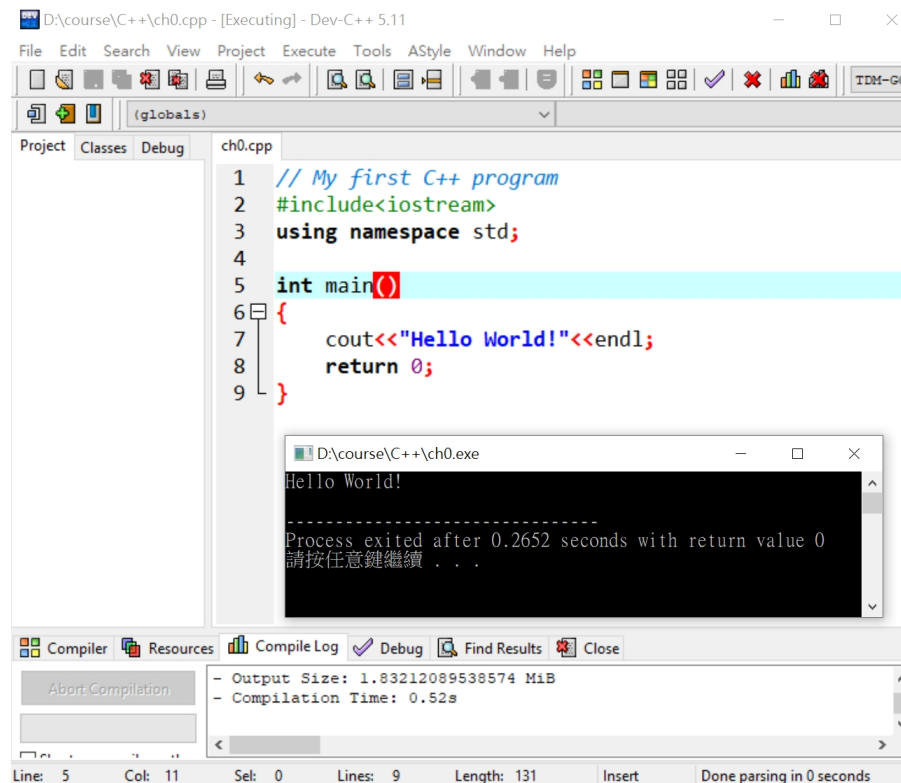 D:\course\C++\ch0.cpp - [Executing] - Dev-C++ 5.11
File Edit Search View Project Execute Tools AStyle Window Help
(globals)
Project Classes Debug
ch0.cpp
1 // My first C++ program
2 #include<iostream>
3 using namespace std;
4
5 int main()
6 {
7 cout<<"Hello World!"<<endl;
8 return 0;
9 }
D:\course\C++\ch0.exe
Hello World!
--------------------------------
Process exited after 0.2652 seconds with return value 0
請按任意鍵繼續 . . .
Compiler Resources Compile Log Debug Find Results Close
Abort Compilation
- Output Size: 1.83212089538574 MiB
- Compilation Time: 0.52s
Line: 5 Col: 11 Sel: 0 Lines: 9 Length: 131 Insert Done parsing in 0 seconds